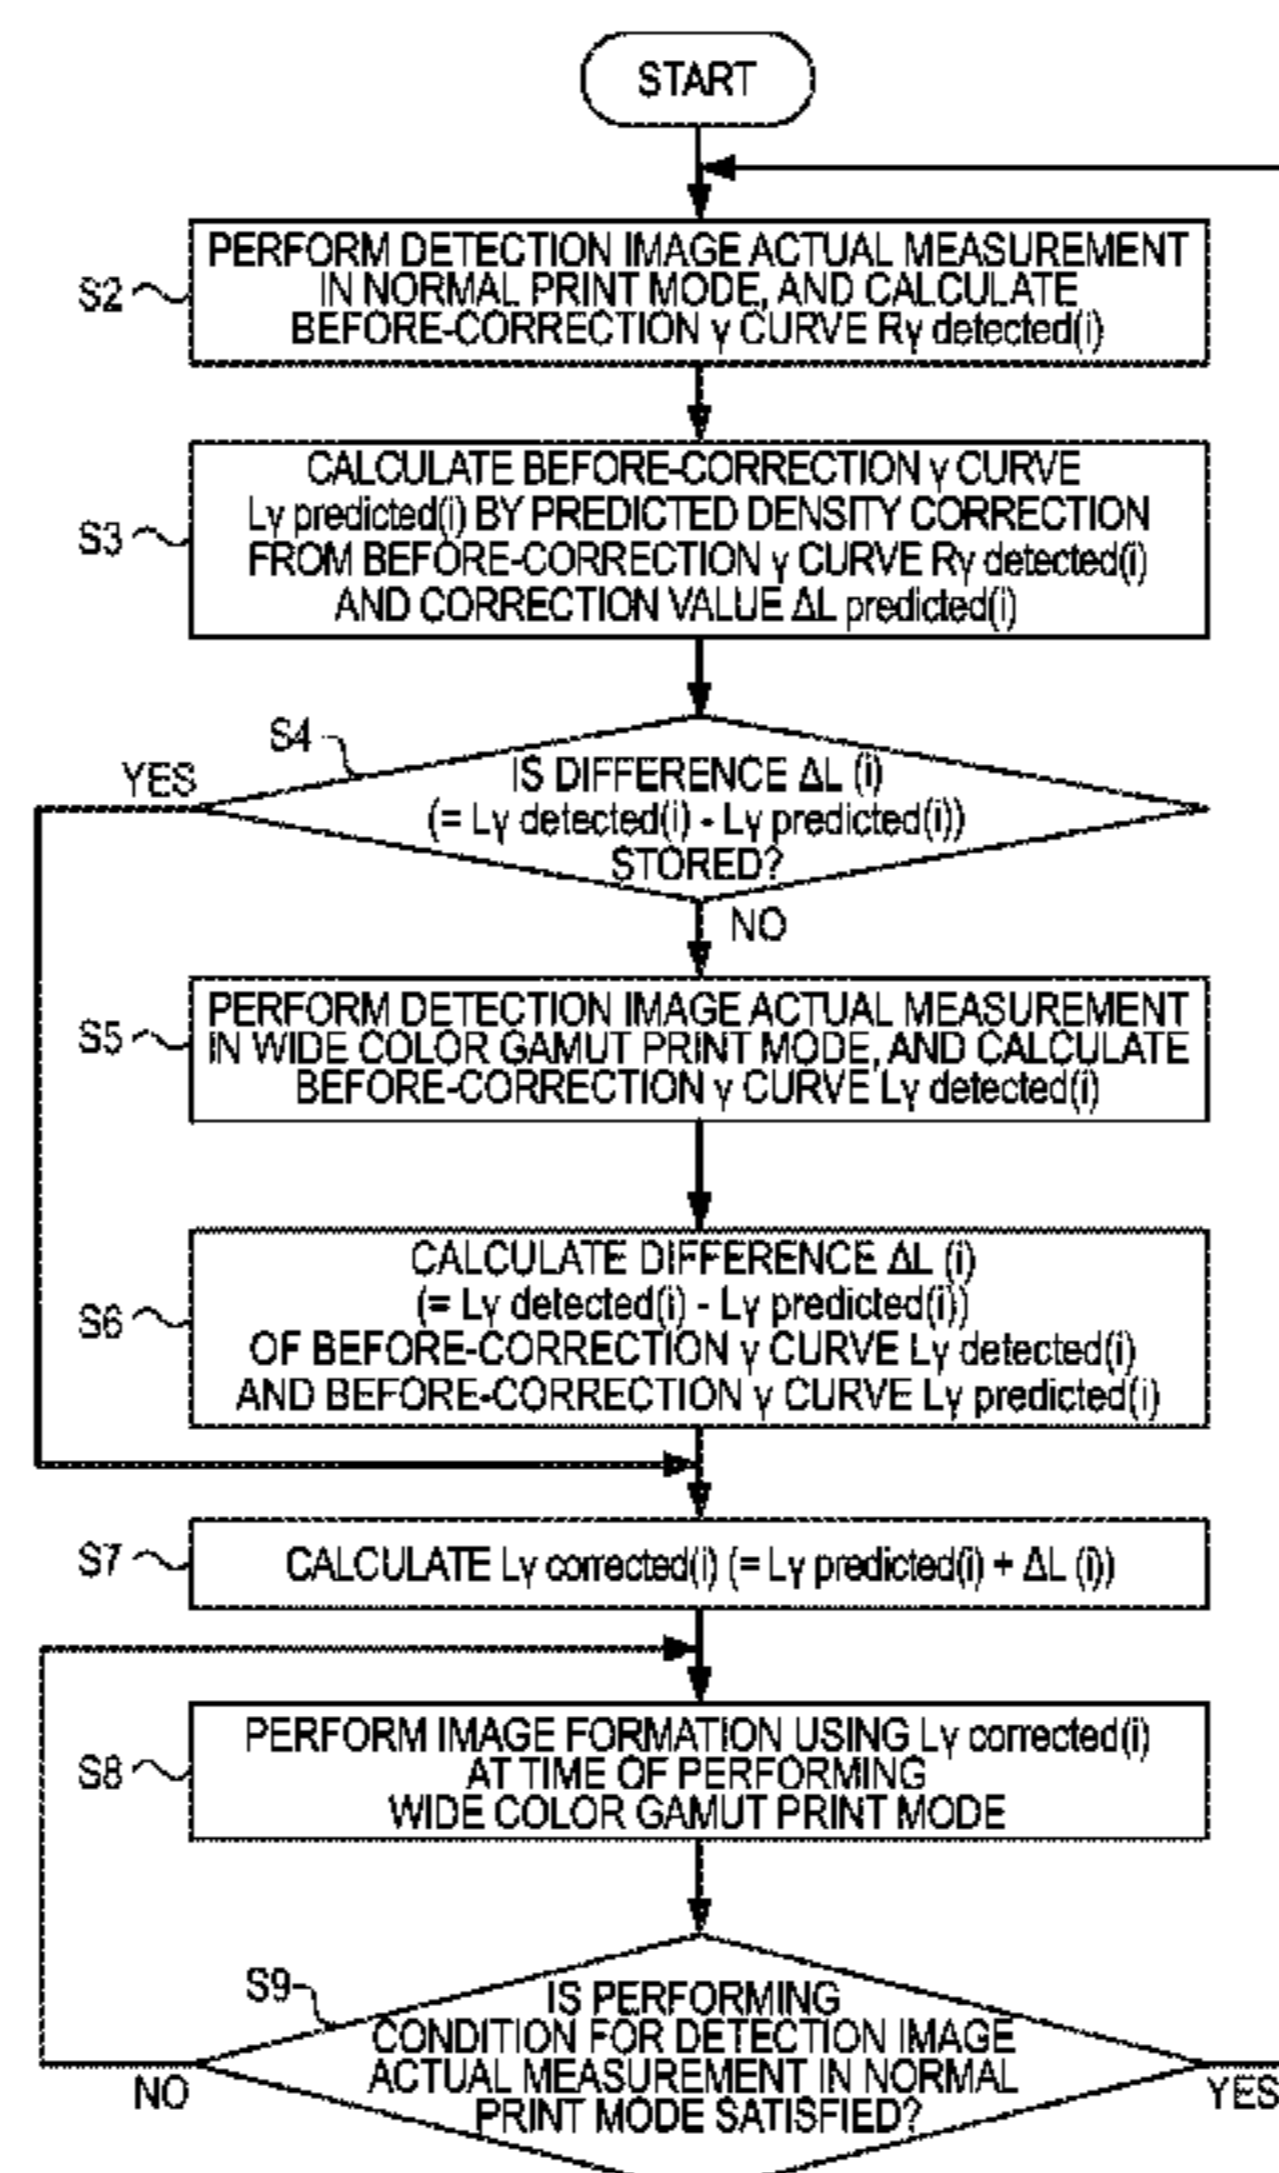 START
S2
PERFORM DETECTION IMAGE ACTUAL MEASUREMENT
IN NORMAL PRINT MODE, AND CALCULATE
BEFORE-CORRECTION γ CURVE Rγ detected(i)
S3
CALCULATE BEFORE-CORRECTION γ CURVE
Lγ predicted(i) BY PREDICTED DENSITY CORRECTION
FROM BEFORE-CORRECTION γ CURVE Rγ detected(i)
AND CORRECTION VALUE ΔL predicted(i)
S4
YES
IS DIFFERENCE ΔL (i)
(= Lγ detected(i) - Lγ predicted(i))
STORED?
NO
S5
PERFORM DETECTION IMAGE ACTUAL MEASUREMENT
IN WIDE COLOR GAMUT PRINT MODE, AND CALCULATE
BEFORE-CORRECTION γ CURVE Lγ detected(i)
S6
CALCULATE DIFFERENCE ΔL (i)
(= Lγ detected(i) - Lγ predicted(i))
OF BEFORE-CORRECTION γ CURVE Lγ detected(i)
AND BEFORE-CORRECTION γ CURVE Lγ predicted(i)
S7
CALCULATE Lγ corrected(i) (= Lγ predicted(i) + ΔL (i))
S8
PERFORM IMAGE FORMATION USING Lγ corrected(i)
AT TIME OF PERFORMING
WIDE COLOR GAMUT PRINT MODE
S9
IS PERFORMING
CONDITION FOR DETECTION IMAGE
ACTUAL MEASUREMENT IN NORMAL
PRINT MODE SATISFIED?
NO
YES